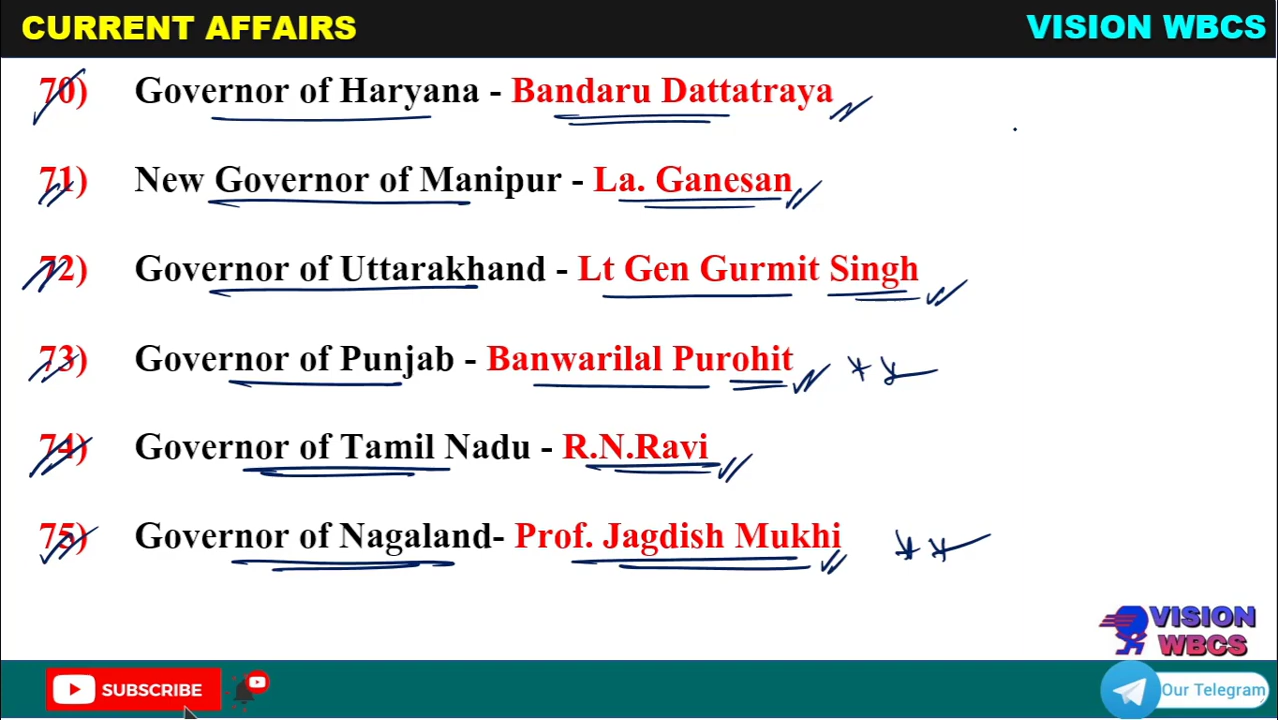 CURRENT AFFAIRS
VISION WBCS
70) Governor of Haryana - Bandaru Dattatraya
71) New Governor of Manipur - La. Ganesan
72) Governor of Uttarakhand - Lt Gen Gurmit Singh
73) Governor of Punjab - Banwarilal Purohit
74) Governor of Tamil Nadu - R.N.Ravi
75) Governor of Nagaland- Prof. Jagdish Mukhi
VISION
WBCS
SUBSCRIBE
Our Telegram